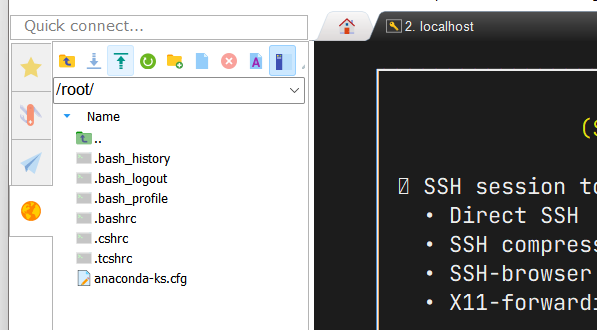 Quick connect...
2. localhost
/root/
Name
..
.bash_history
.bash_logout
.bash_profile
.bashrc
.cshrc
.tcshrc
anaconda-ks.cfg
SSH session to
• Direct SSH
• SSH compress
• SSH-browser
• X11-forwardi